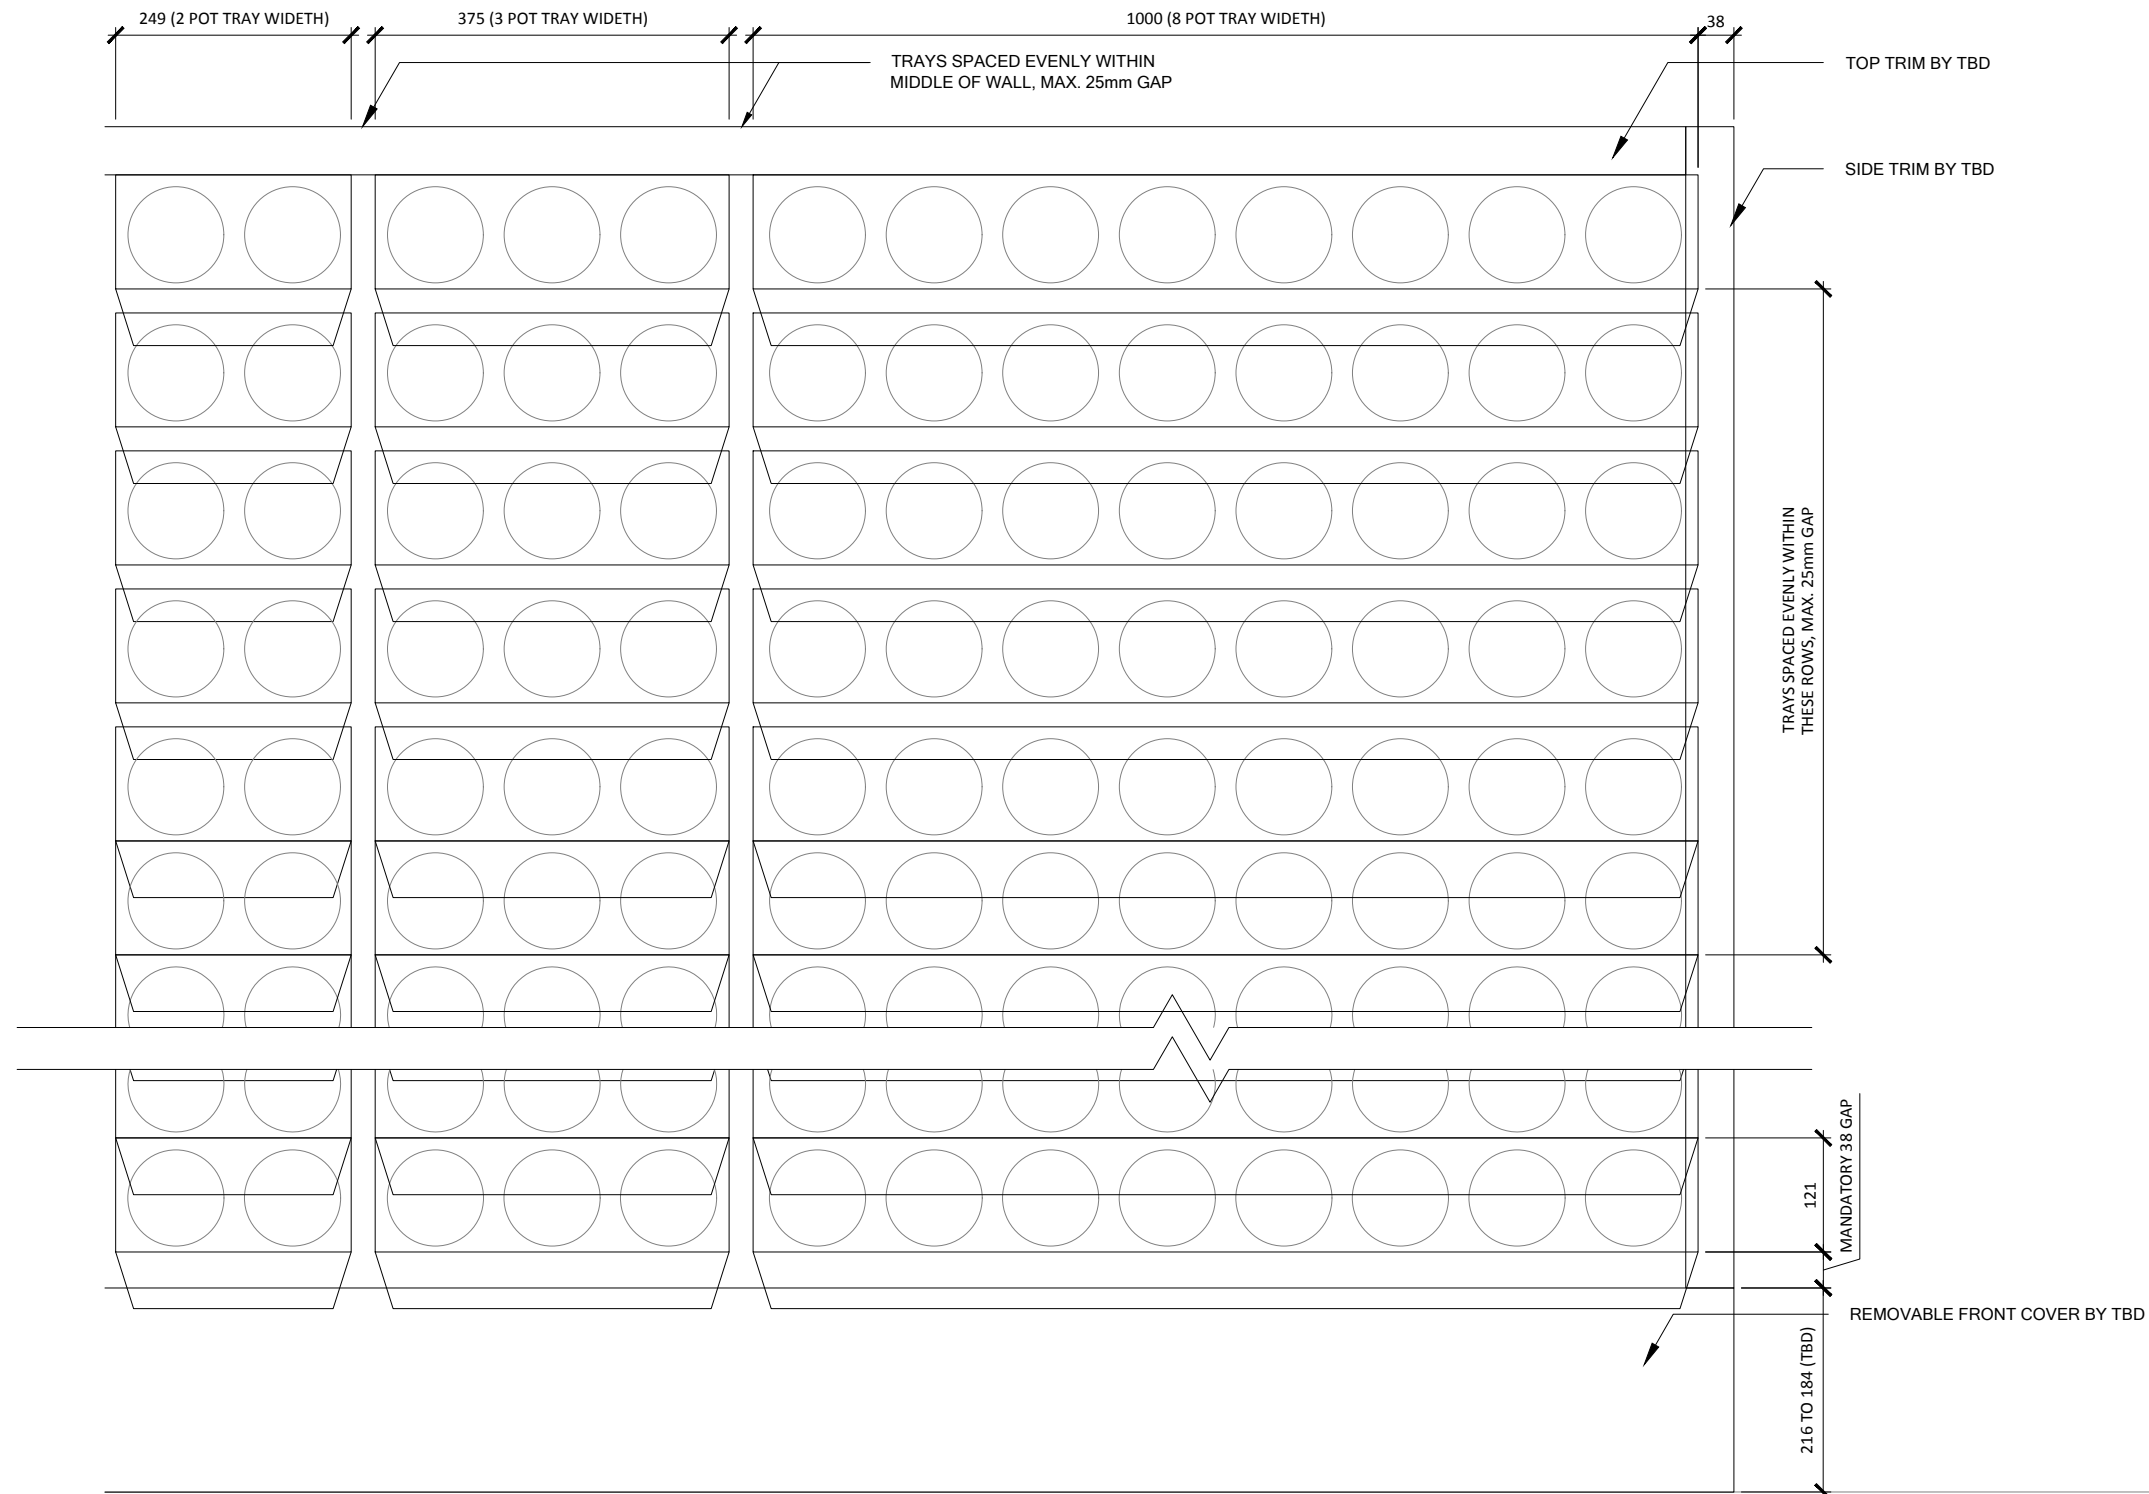 249 (2 POT TRAY WIDETH)
375 (3 POT TRAY WIDETH)
1000 (8 POT TRAY WIDETH)
38
TRAYS SPACED EVENLY WITHIN
MIDDLE OF WALL, MAX. 25mm GAP
TOP TRIM BY TBD
SIDE TRIM BY TBD
TRAYS SPACED EVENLY WITHIN
THESE ROWS, MAX. 25mm GAP
MANDATORY 38 GAP
121
REMOVABLE FRONT COVER BY TBD
216 TO 184 (TBD)